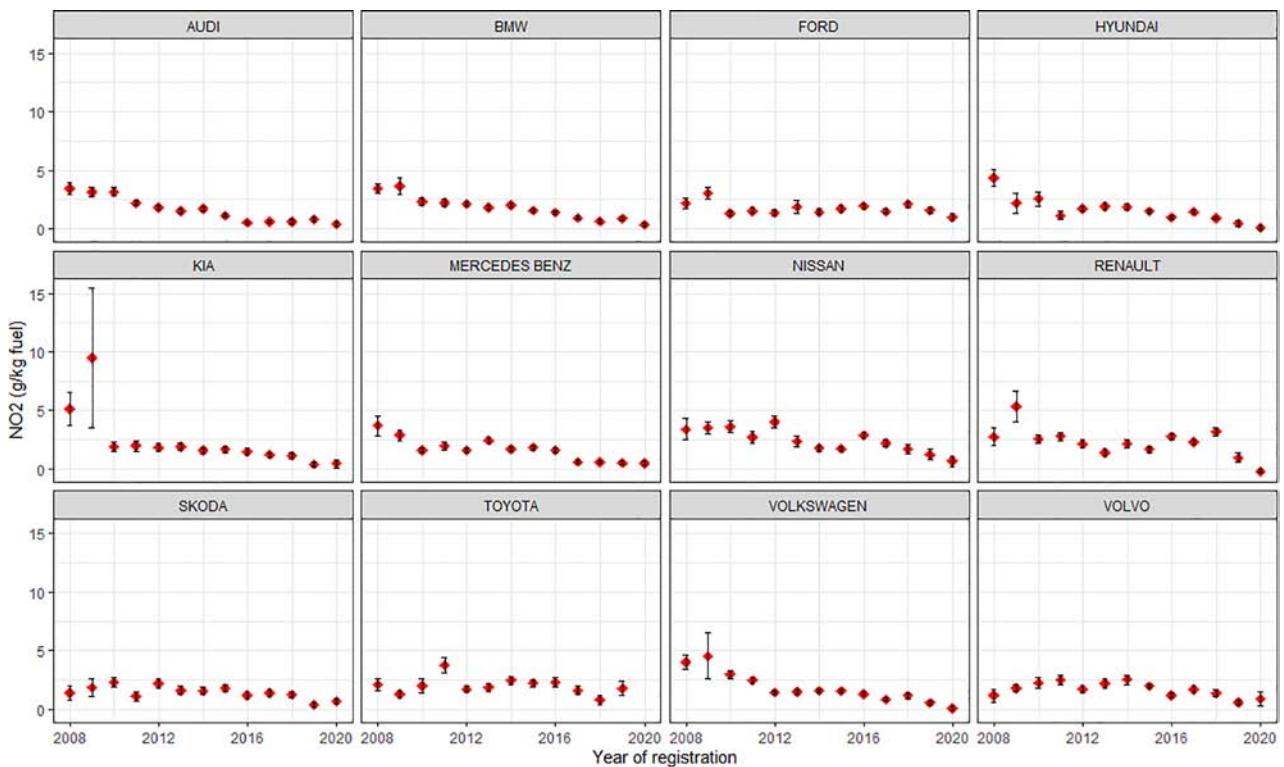 AUDI BMW FORD HYUNDAI
15
10
5
0
KIA MERCEDES BENZ NISSAN RENAULT
15
10
5
0
NO2 (g/kg fuel)
SKODA TOYOTA VOLKSWAGEN VOLVO
15
10
5
0
2008 2012 2016 2020 2008 2012 2016 2020 2008 2012 2016 2020 2008 2012 2016 2020
Year of registration